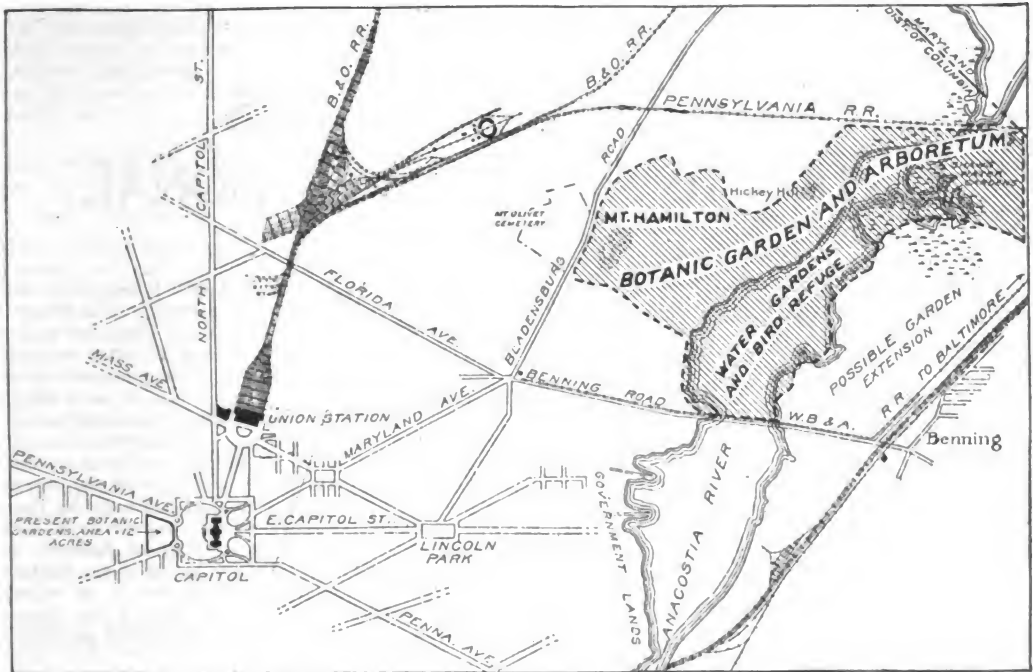 NORTH CAPITOL ST.
B.&O. R.R.
B.&O. R.R.
PENNSYLVANIA R.R.
MARYLAND
DIST. OF COLUMBIA
BLADENSBURG ROAD
MT. OLIVET
CEMETERY
MT. HAMILTON
Hickey Hill
BOTANIC GARDEN AND ARBORETUM
WATER GARDENS
AND BIRD REFUGE
POSSIBLE GARDEN
EXTENSION
R.R. TO BALTIMORE
FLORIDA AVE.
MASS AVE.
UNION STATION
MARYLAND AVE.
BENNING ROAD
W.B.& A.
Benning
PENNSYLVANIA AVE.
PRESENT BOTANIC
GARDENS. AREA=12
ACRES
E. CAPITOL ST.
LINCOLN
PARK
CAPITOL
GOVERNMENT LANDS
ANACOSTIA RIVER
PENNA. AVE.